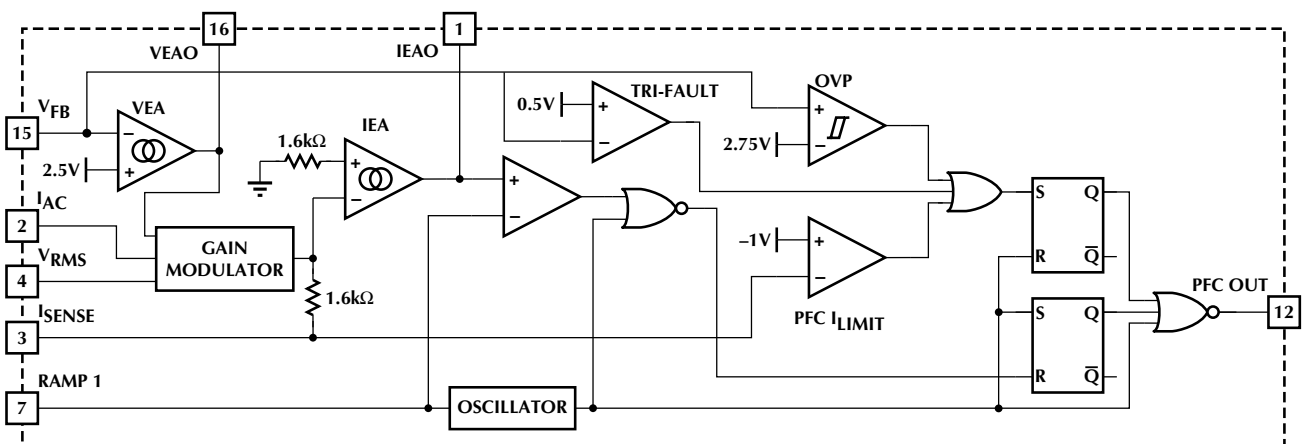 16
1
VEAO
IEAO
VFB
15
VEA
−
+
2.5V
1.6kΩ
IEA
+
−
0.5V
+
−
TRI-FAULT
OVP
+
−
2.75V
IAC
2
VRMS
4
GAIN
MODULATOR
1.6kΩ
+
−
–1V
+
−
PFC ILIMIT
S
Q
R
Q
S
Q
R
Q
PFC OUT
12
ISENSE
3
RAMP 1
7
OSCILLATOR